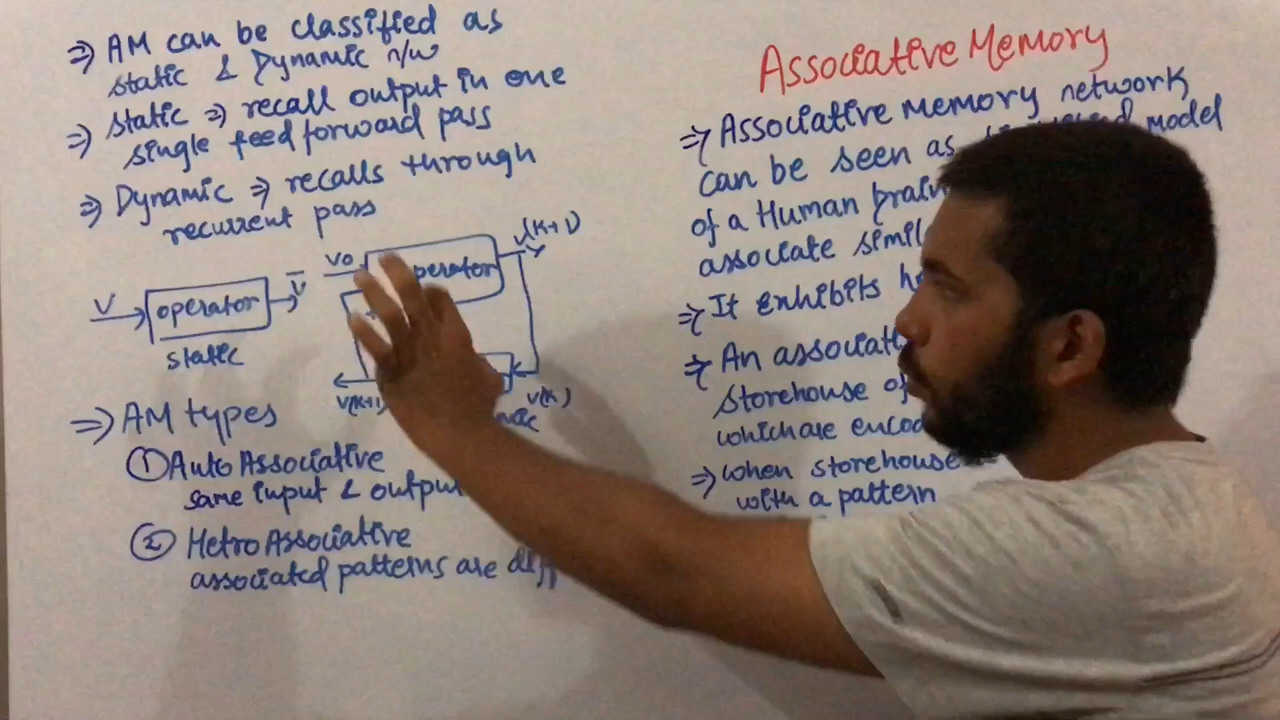 ⇒ AM can be classified as
static & Dynamic n/w
⇒ static ⇒ recall output in one
single feed forward pass
⇒ Dynamic ⇒ recalls through
recurrent pass
V operator v̅
static
V0 perator V(K+1)
V(K+1) V(K)
⇒ AM types
① Auto Associative
same input & output
② Hetro Associative
associated patterns are diff
Associative Memory
⇒ Associative memory network
can be seen as model
of a Human brain
associate simil
⇒ It exhibits
⇒ An associati
storehouse of
which are encod
⇒ when storehouse
with a pattern